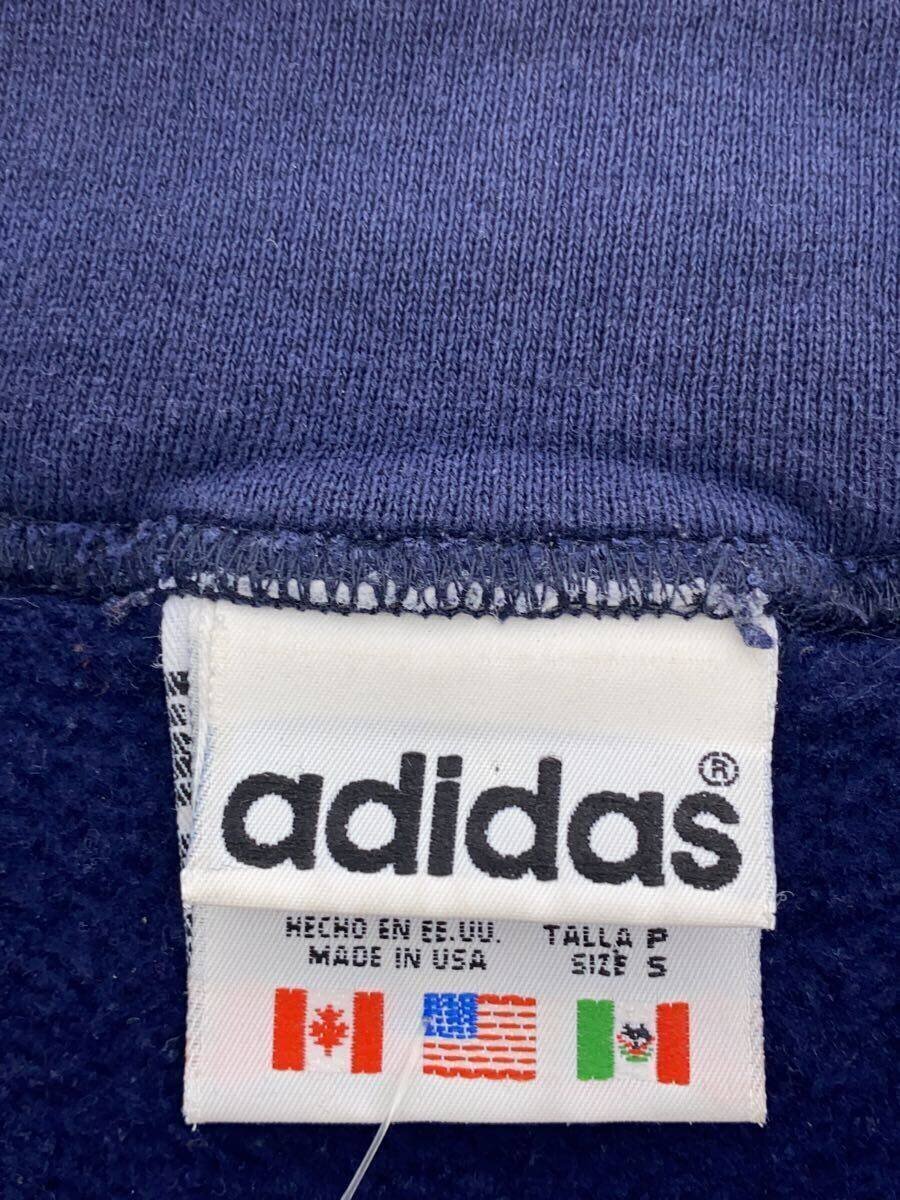 adidas®
HECHO EN EE.UU. TALLA P
MADE IN USA SIZE S